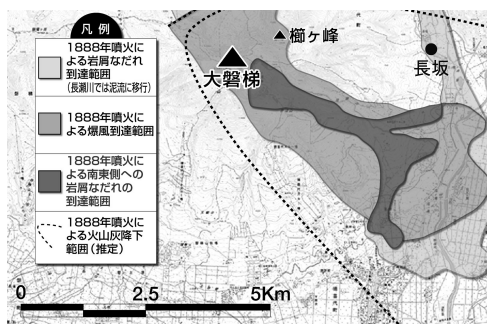 凡 例
1888年噴火に
よる岩屑なだれ
到達範囲
(長瀬川では泥流に移行)
1888年噴火に
よる爆風到達範囲
1888年噴火に
よる南東側への
岩屑なだれの
到達範囲
1888年噴火に
よる火山灰降下
範囲(推定)
櫛ヶ峰
大磐梯
長坂
0 2.5 5Km